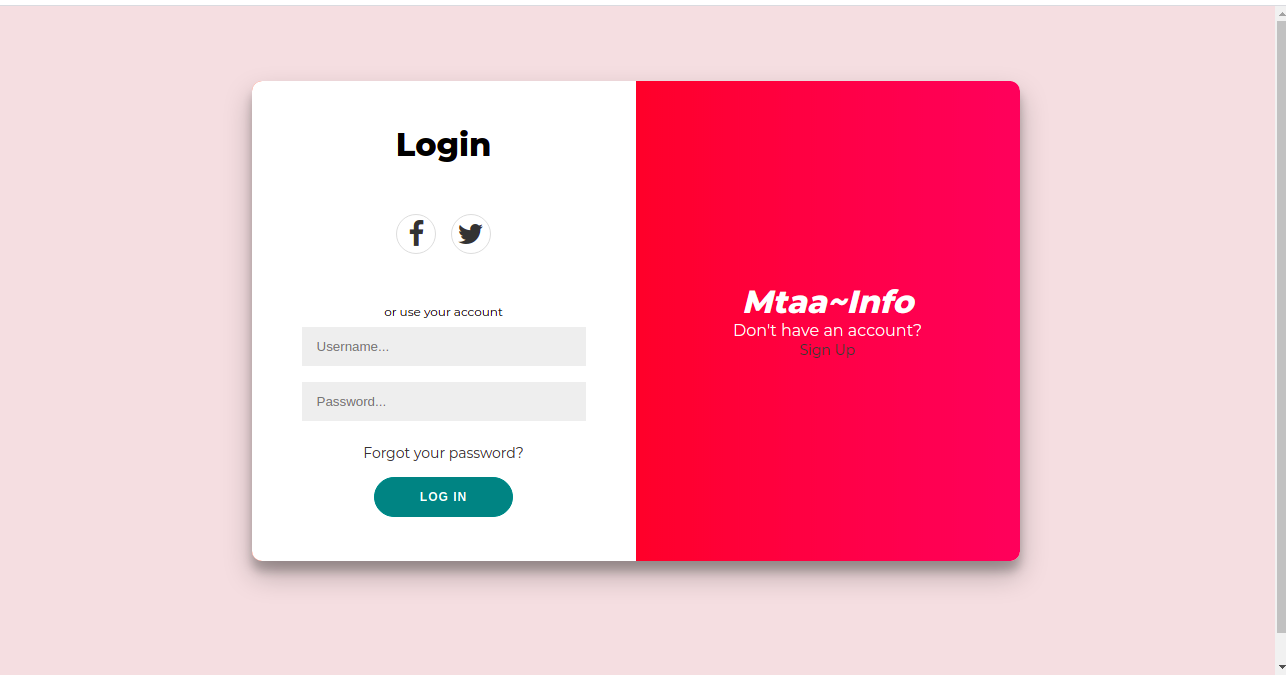 Login
or use your account
Username...
Password...
Forgot your password?
LOG IN
Mtaa~Info
Don't have an account?
Sign Up